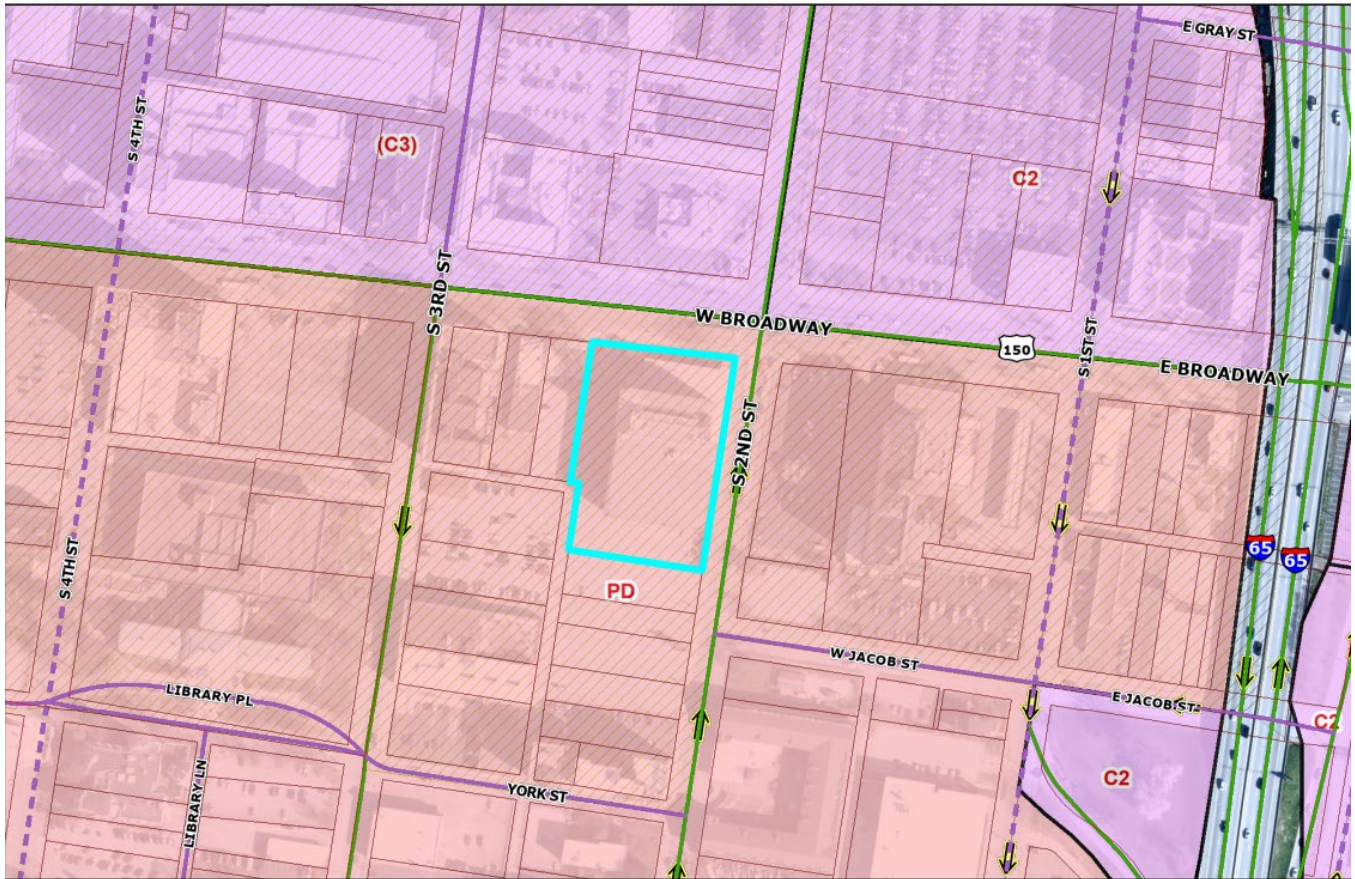 E GRAY ST
S 4TH ST
(C3)
C2
S 3RD ST
W BROADWAY
150
S 1ST ST
E BROADWAY
S 2ND ST
65
65
S 4TH ST
PD
W JACOB ST
LIBRARY PL
E JACOB ST
C2
C2
LIBRARY LN
YORK ST